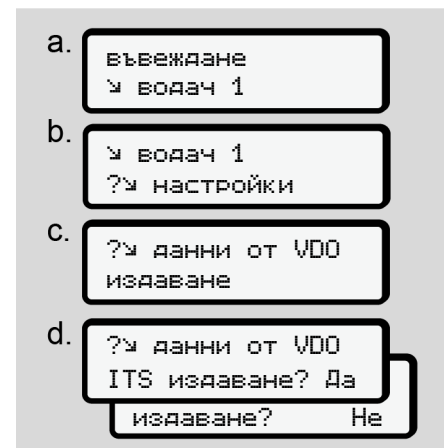 a.
въвеждане
↘ водач 1
b.
↘ водач 1
?↘ настройки
c.
?↘ данни от VDO
издаване
d.
?↘ данни от VDO
ITS издаване? Да
издаване? Не